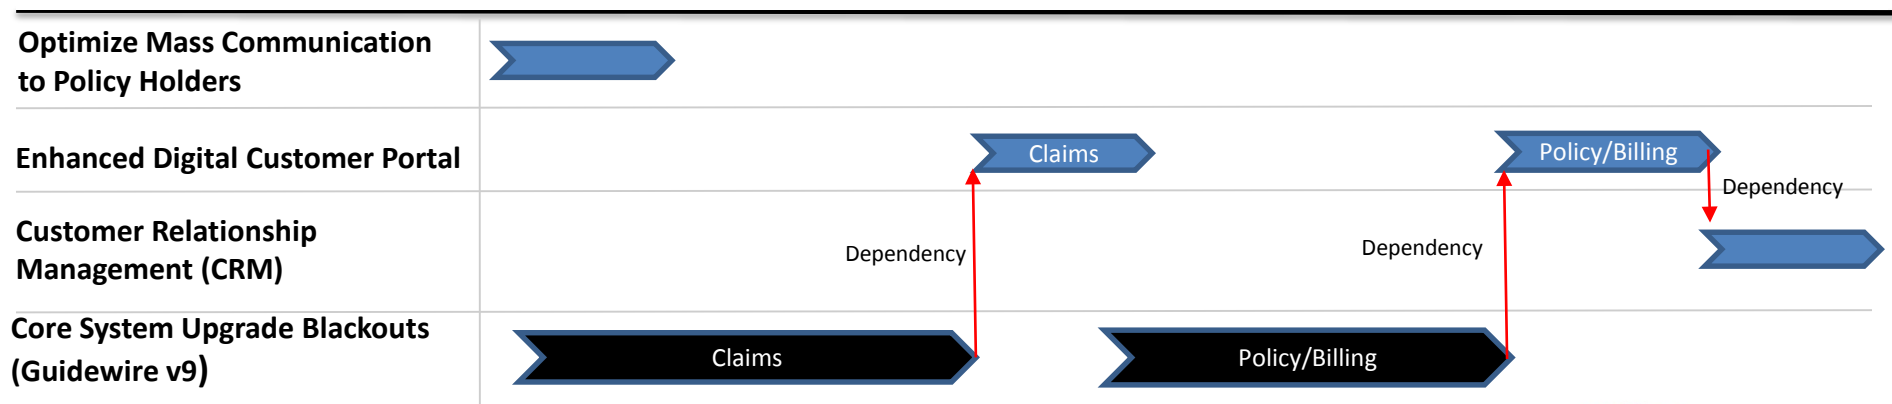 Optimize Mass Communication
to Policy Holders
Enhanced Digital Customer Portal
Claims
Policy/Billing
Dependency
Customer Relationship
Management (CRM)
Dependency
Dependency
Core System Upgrade Blackouts
(Guidewire v9)
Claims
Policy/Billing